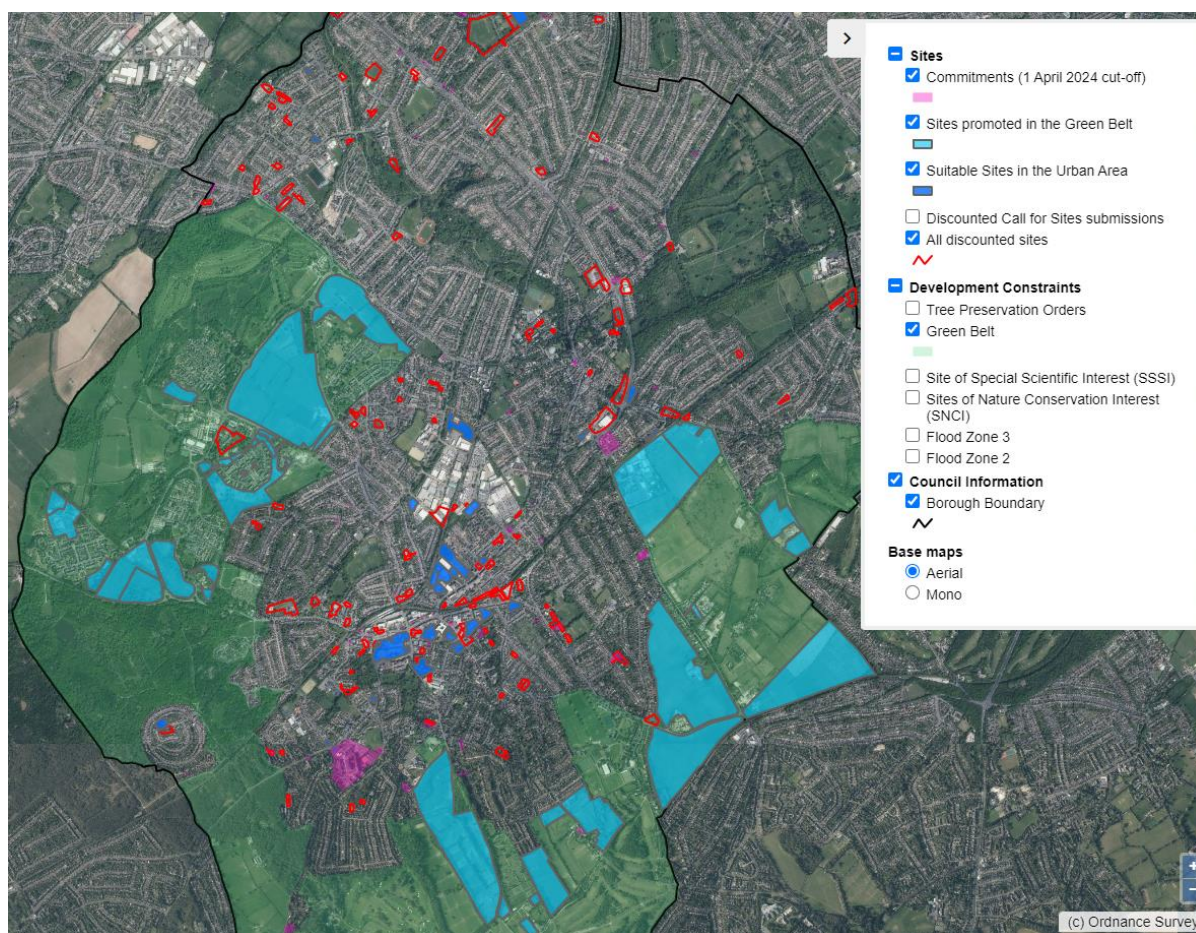 Sites
Commitments (1 April 2024 cut-off)
Sites promoted in the Green Belt
Suitable Sites in the Urban Area
Discounted Call for Sites submissions
All discounted sites
Development Constraints
Tree Preservation Orders
Green Belt
Site of Special Scientific Interest (SSSI)
Sites of Nature Conservation Interest
(SNCI)
Flood Zone 3
Flood Zone 2
Council Information
Borough Boundary
Base maps
Aerial
Mono
(c) Ordnance Survey